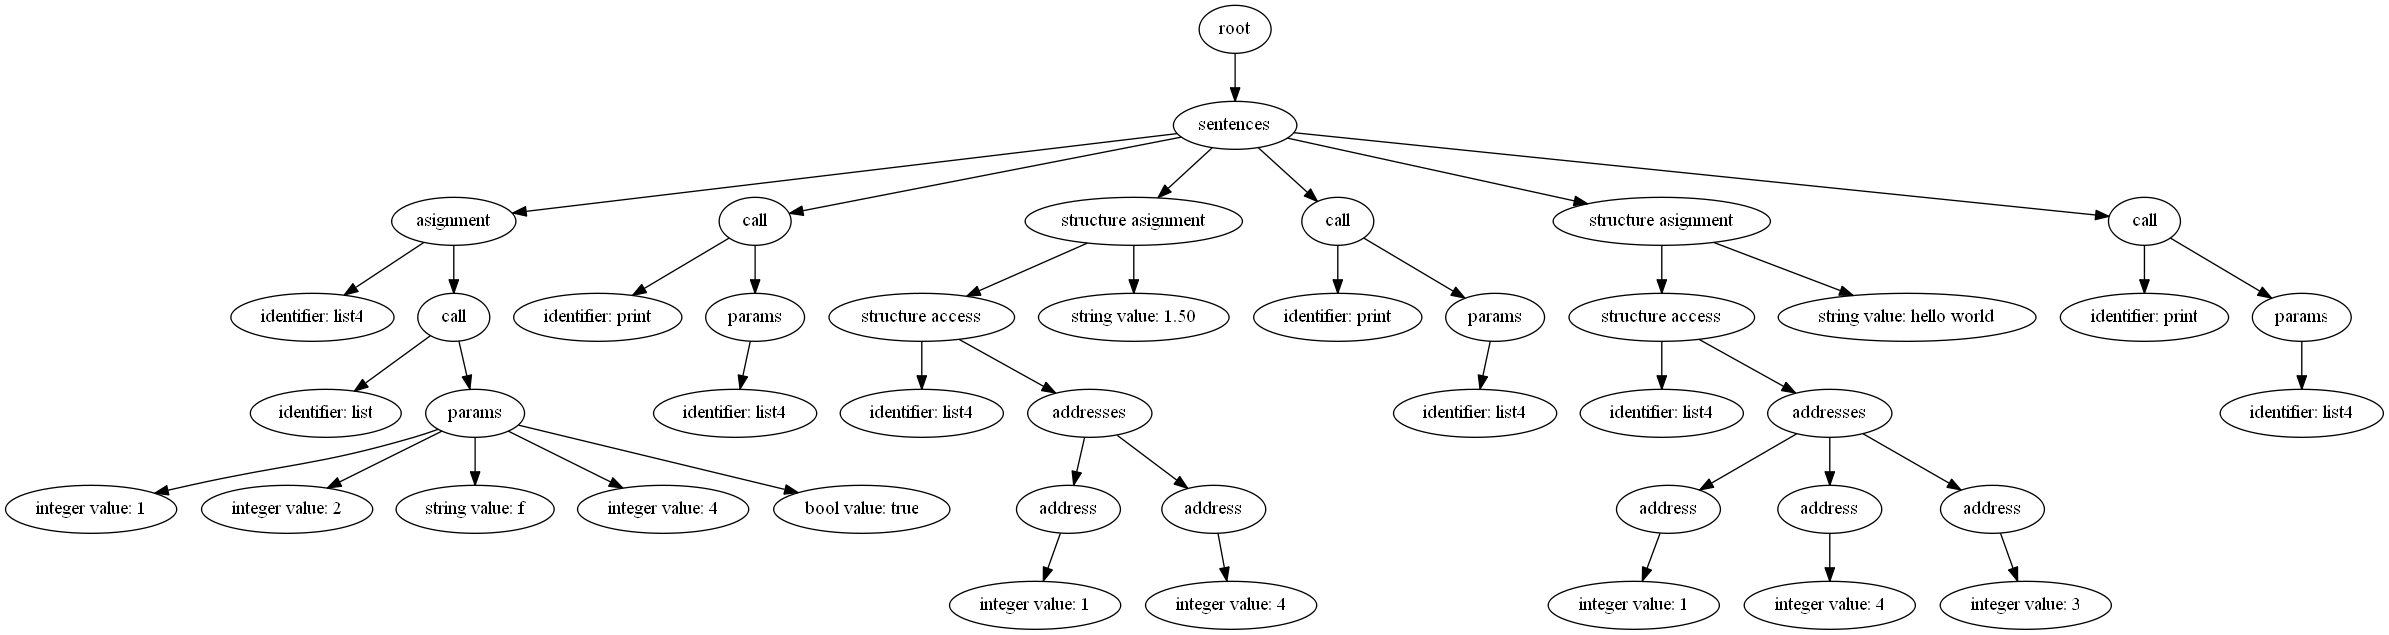 root
sentences
asignment
call
structure asignment
call
structure asignment
call
identifier: list4
call
identifier: print
params
structure access
string value: 1.50
identifier: print
params
structure access
string value: hello world
identifier: print
params
identifier: list
params
identifier: list4
identifier: list4
addresses
identifier: list4
identifier: list4
addresses
identifier: list4
integer value: 1
integer value: 2
string value: f
integer value: 4
bool value: true
address
address
address
address
address
integer value: 1
integer value: 4
integer value: 1
integer value: 4
integer value: 3